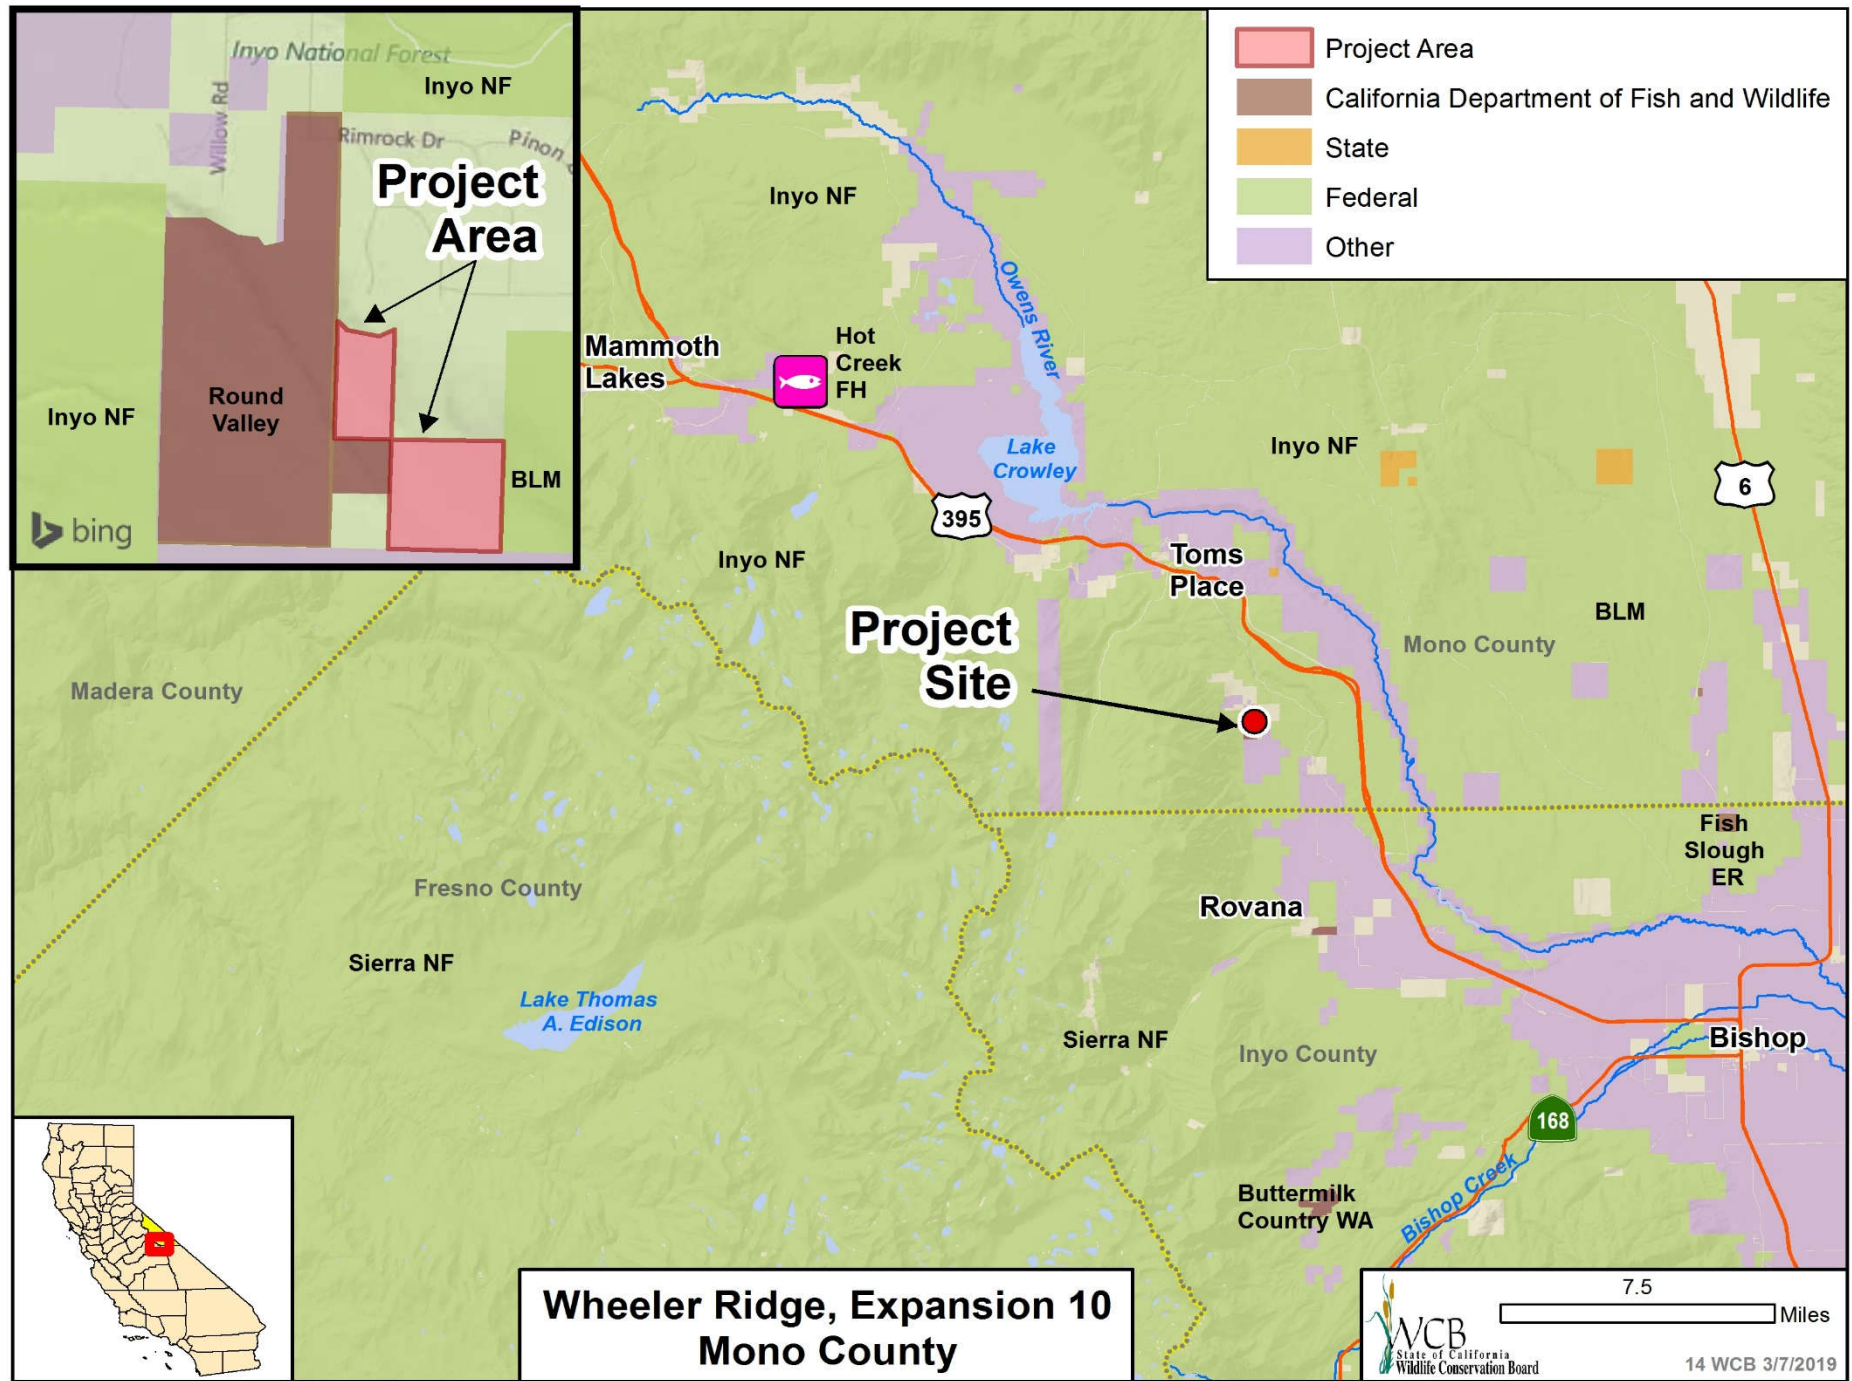 Inyo National Forest
Inyo NF
Willow Rd
Rimrock Dr
Pinon
Project
Area
Round
Valley
Inyo NF
BLM
bing
Project Area
California Department of Fish and Wildlife
State
Federal
Other
Inyo NF
Owens River
Mammoth
Lakes
Hot
Creek
FH
Lake
Crowley
Inyo NF
6
395
Inyo NF
Toms
Place
BLM
Mono County
Project
Site
Madera County
Fish
Slough
ER
Fresno County
Rovana
Sierra NF
Lake Thomas
A. Edison
Sierra NF
Inyo County
Bishop
168
Buttermilk
Country WA
Bishop Creek
Wheeler Ridge, Expansion 10
Mono County
7.5
Miles
WCB
State of California
Wildlife Conservation Board
14 WCB 3/7/2019